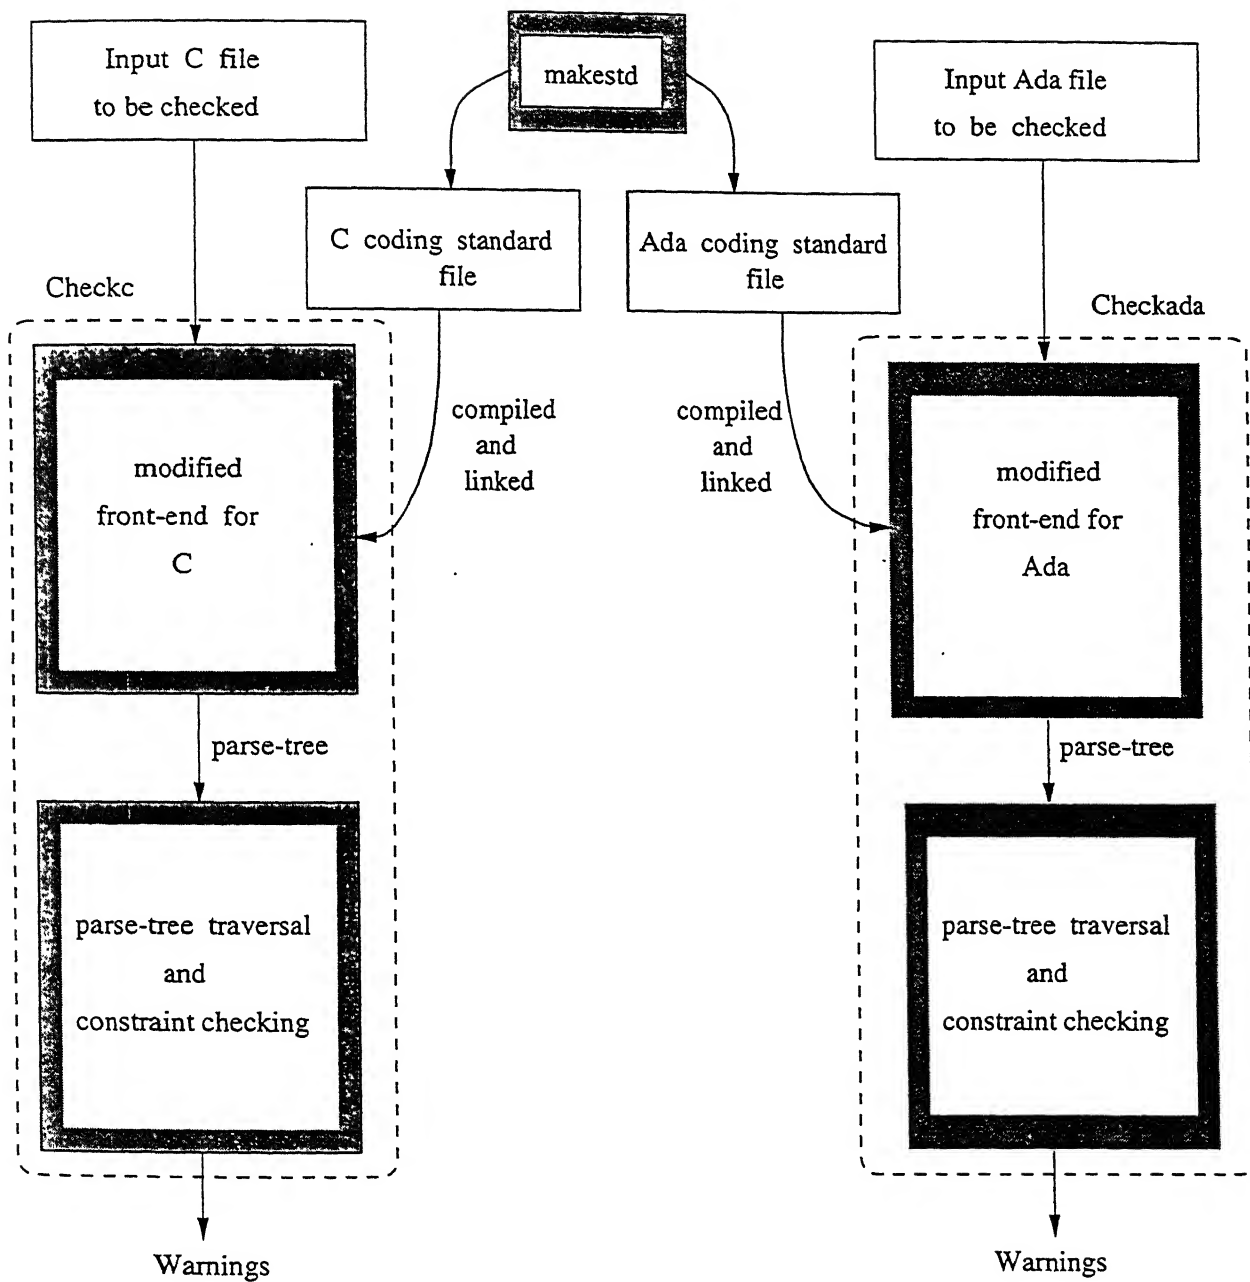 Input C file
to be checked
makestd
Input Ada file
to be checked
C coding standard
file
Ada coding standard
file
Checkc
Checkada
compiled
and
linked
compiled
and
linked
modified
front-end for
C
modified
front-end for
Ada
parse-tree
parse-tree
parse-tree traversal
and
constraint checking
parse-tree traversal
and
constraint checking
Warnings
Warnings